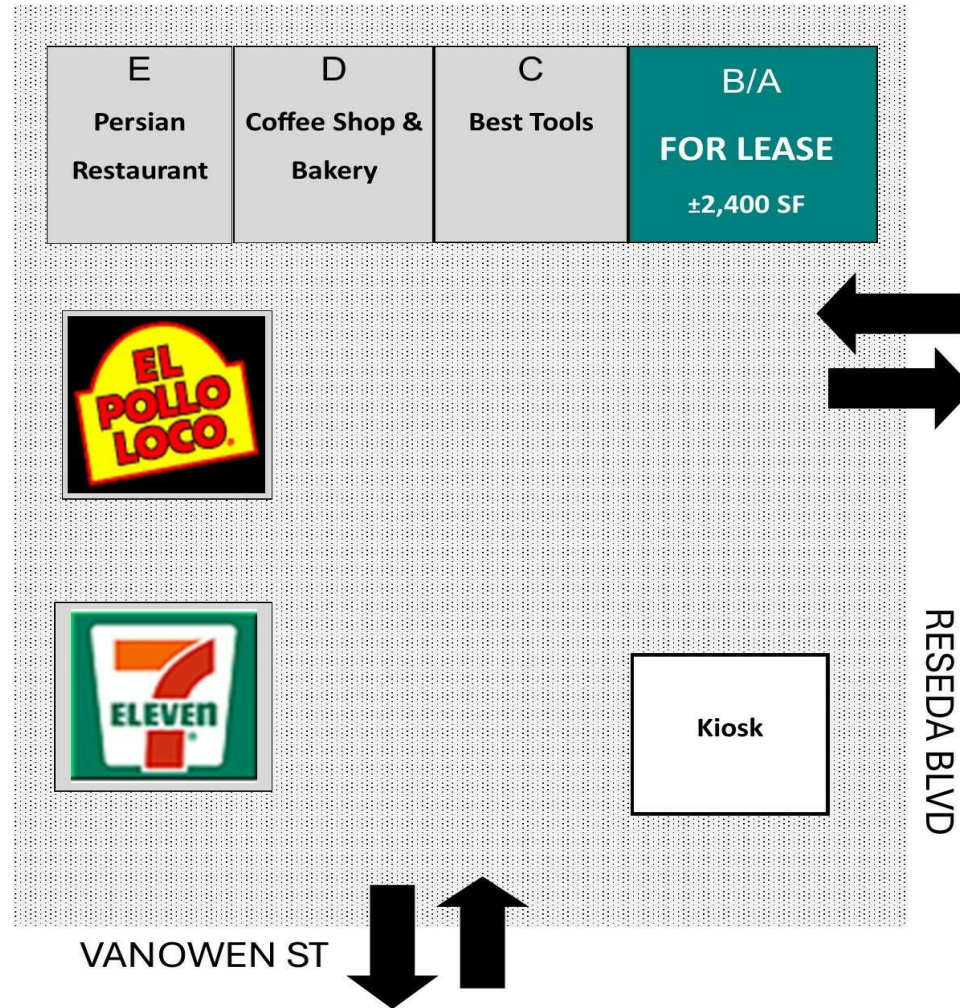 E
Persian
Restaurant
D
Coffee Shop &
Bakery
C
Best Tools
B/A
FOR LEASE
±2,400 SF
EL
POLLO
LOCO.
7
ELEVEn
®
Kiosk
RESEDA BLVD
VANOWEN ST